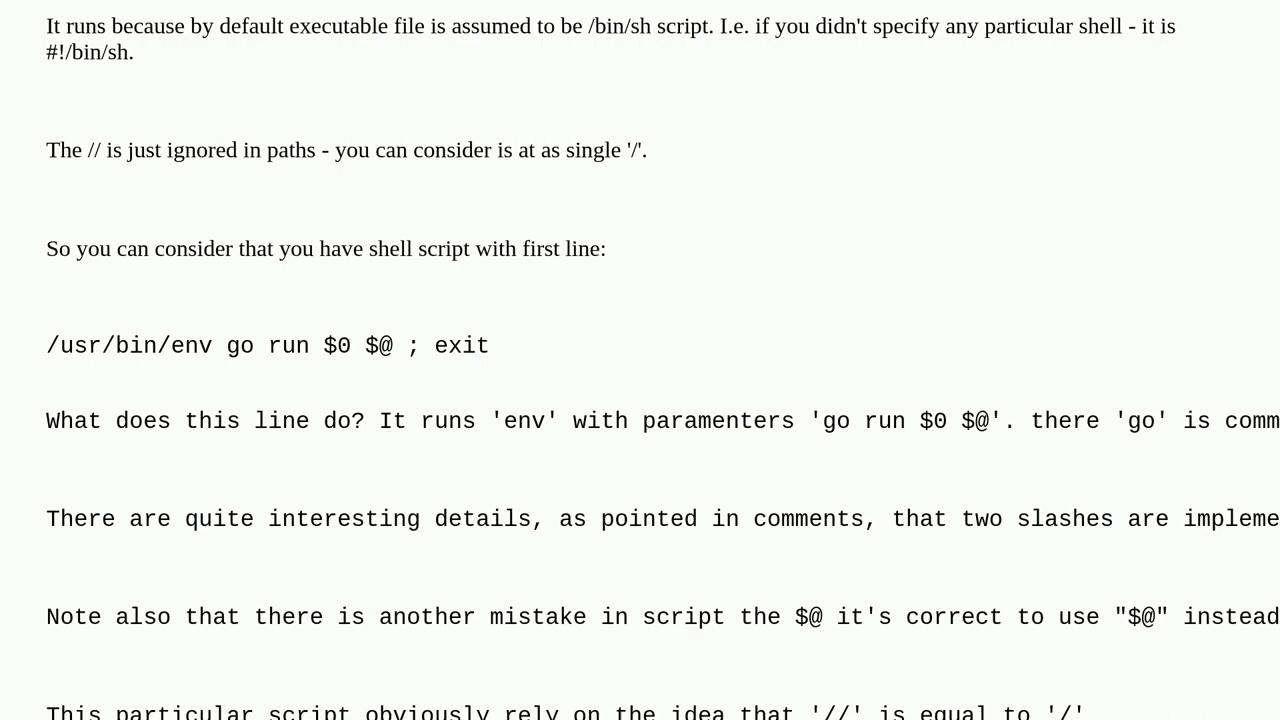 It runs because by default executable file is assumed to be /bin/sh script. I.e. if you didn't specify any particular shell - it is
#!/bin/sh.
The // is just ignored in paths - you can consider is at as single '/'.
So you can consider that you have shell script with first line:
/usr/bin/env go run $0 $@ ; exit
What does this line do? It runs 'env' with paramenters 'go run $0 $@'. there 'go' is comm
There are quite interesting details, as pointed in comments, that two slashes are impleme
Note also that there is another mistake in script the $@ it's correct to use "$@" instead
This particular script obviously rely on the idea that '//' is equal to '/'